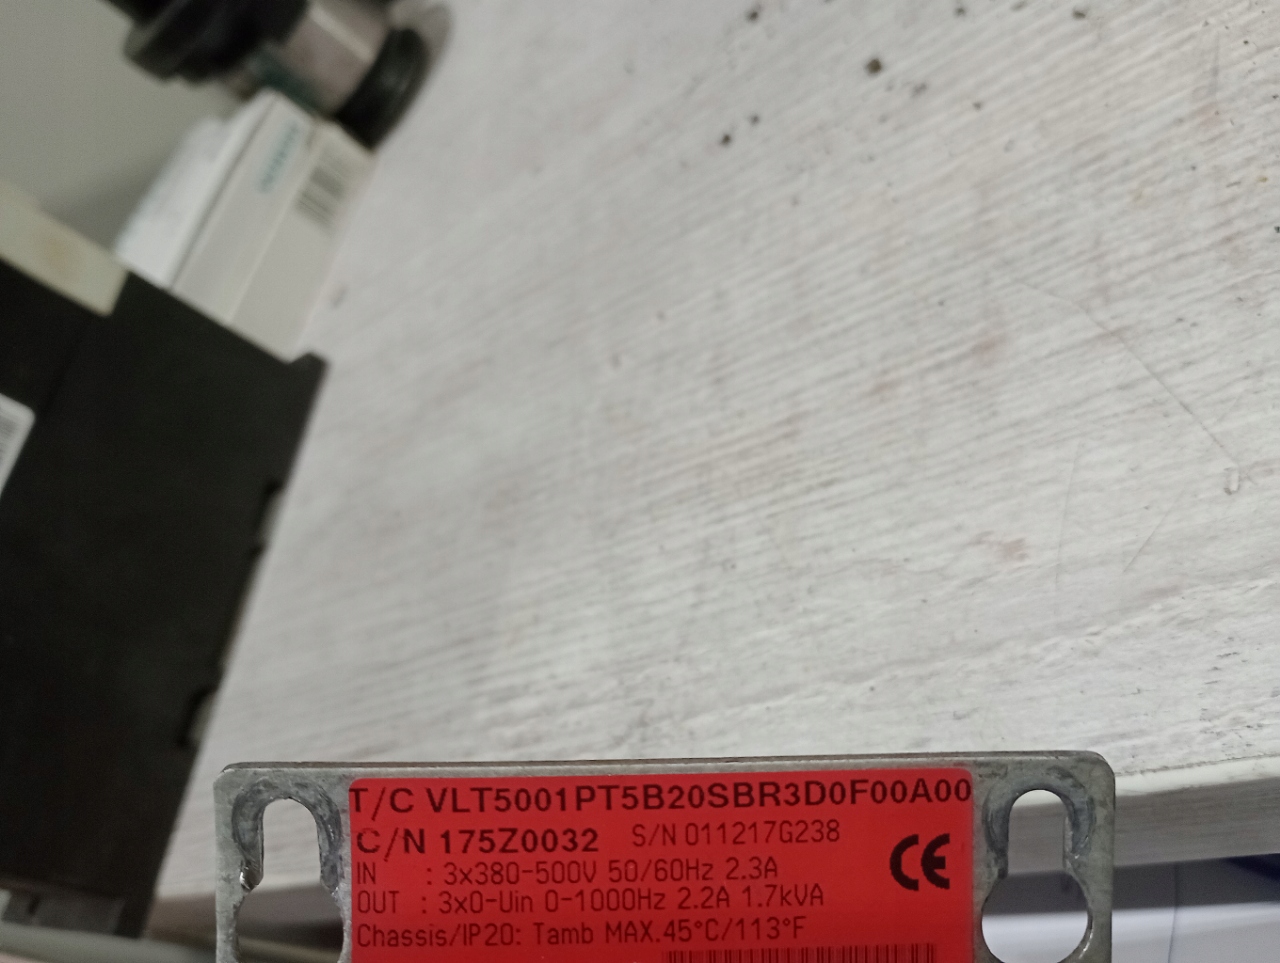 T/C VLT5001PT5B20SBR3D0F00A00
C/N 175Z0032 S/N 011217G238
IN : 3x380-500V 50/60Hz 2.3A
OUT : 3x0-Uin 0-1000Hz 2.2A 1.7kVA
Chassis/IP20: Tamb MAX.45°C/113°F
CE